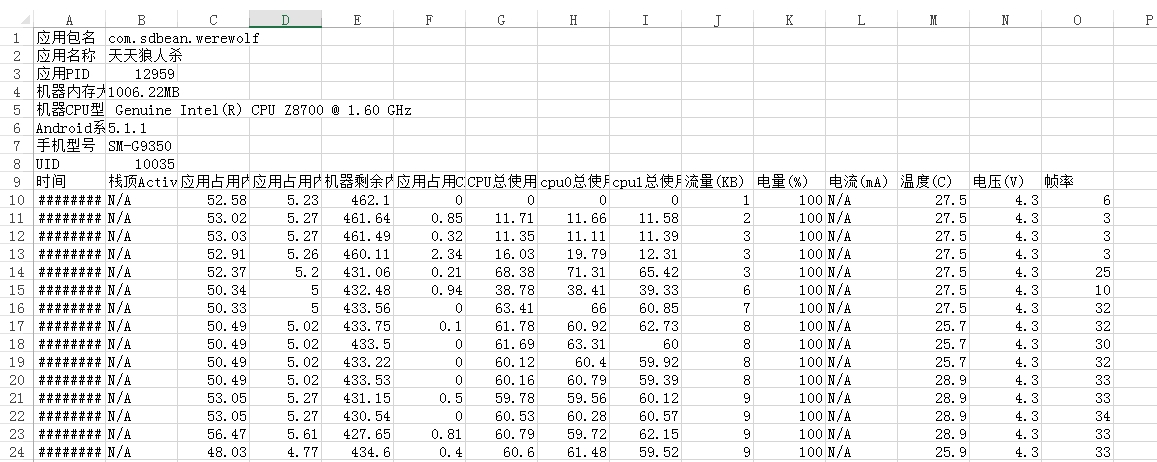 A B C D E F G H I J K L M N O P
1 应用包名 com.sdbean.werewolf
2 应用名称 天天狼人杀
3 应用PID 12959
4 机器内存大 1006.22MB
5 机器CPU型 Genuine Intel(R) CPU Z8700 @ 1.60 GHz
6 Android系 5.1.1
7 手机型号 SM-G9350
8 UID 10035
9 时间 栈顶Activ 应用占用内 应用占用内 机器剩余内 应用占用C CPU总使用 cpu0总使用 cpu1总使用 流量(KB) 电量(%) 电流(mA) 温度(C) 电压(V) 帧率
10 ######## N/A 52.58 5.23 462.1 0 0 0 0 1 100 N/A 27.5 4.3 6
11 ######## N/A 53.02 5.27 461.64 0.85 11.71 11.66 11.58 2 100 N/A 27.5 4.3 3
12 ######## N/A 53.03 5.27 461.49 0.32 11.35 11.11 11.39 3 100 N/A 27.5 4.3 3
13 ######## N/A 52.91 5.26 460.11 2.34 16.03 19.79 12.31 3 100 N/A 27.5 4.3 3
14 ######## N/A 52.37 5.2 431.06 0.21 68.38 71.31 65.42 3 100 N/A 27.5 4.3 25
15 ######## N/A 50.34 5 432.48 0.94 38.78 38.41 39.33 6 100 N/A 27.5 4.3 10
16 ######## N/A 50.33 5 433.56 0 63.41 66 60.85 7 100 N/A 27.5 4.3 32
17 ######## N/A 50.49 5.02 433.75 0.1 61.78 60.92 62.73 8 100 N/A 25.7 4.3 32
18 ######## N/A 50.49 5.02 433.5 0 61.69 63.31 60 8 100 N/A 25.7 4.3 30
19 ######## N/A 50.49 5.02 433.22 0 60.12 60.4 59.92 8 100 N/A 25.7 4.3 32
20 ######## N/A 50.49 5.02 433.53 0 60.16 60.79 59.39 8 100 N/A 28.9 4.3 33
21 ######## N/A 53.05 5.27 431.15 0.5 59.78 59.56 60.12 9 100 N/A 28.9 4.3 33
22 ######## N/A 53.05 5.27 430.54 0 60.53 60.28 60.57 9 100 N/A 28.9 4.3 34
23 ######## N/A 56.47 5.61 427.65 0.81 60.79 59.72 62.15 9 100 N/A 28.9 4.3 33
24 ######## N/A 48.03 4.77 434.6 0.4 60.6 61.48 59.52 9 100 N/A 25.9 4.3 33